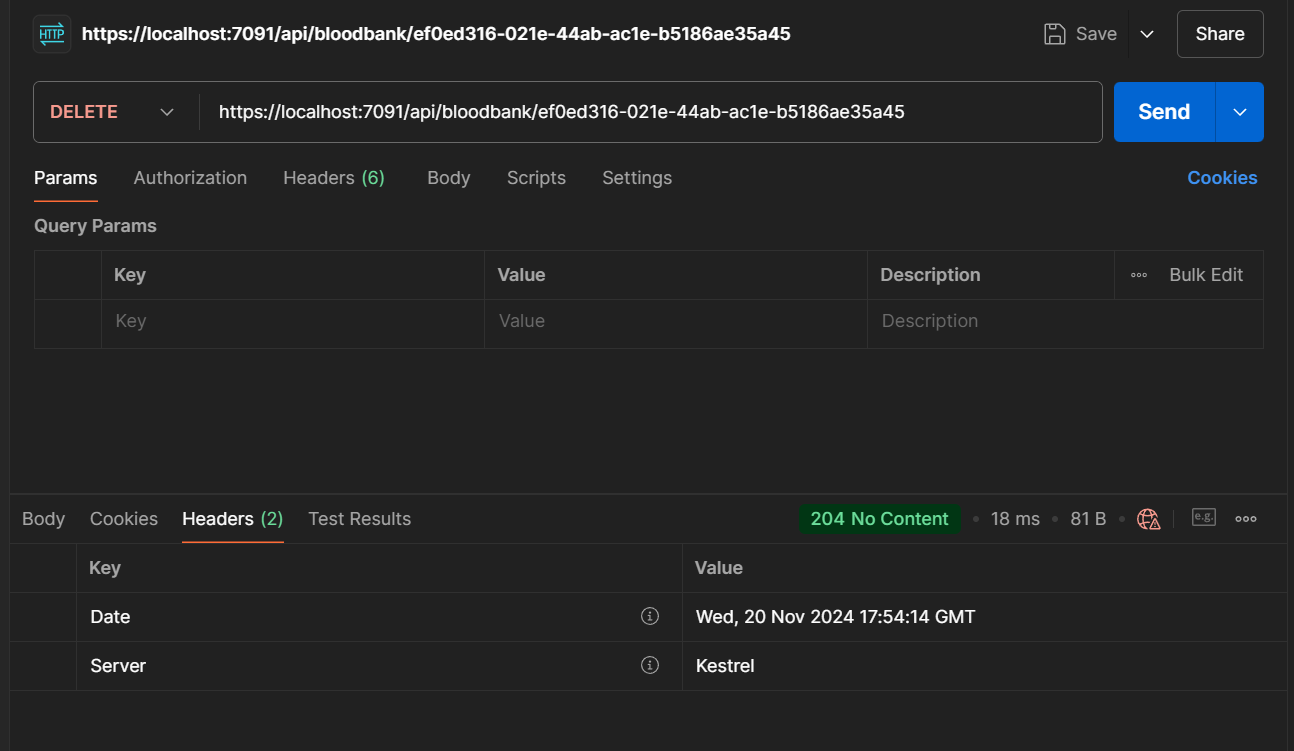 HTTP https://localhost:7091/api/bloodbank/ef0ed316-021e-44ab-ac1e-b5186ae35a45 Save Share
DELETE https://localhost:7091/api/bloodbank/ef0ed316-021e-44ab-ac1e-b5186ae35a45 Send
Params Authorization Headers (6) Body Scripts Settings Cookies
Query Params
Key Value Description Bulk Edit
Key Value Description
Body Cookies Headers (2) Test Results 204 No Content 18 ms 81 B e.g.
Key Value
Date Wed, 20 Nov 2024 17:54:14 GMT
Server Kestrel